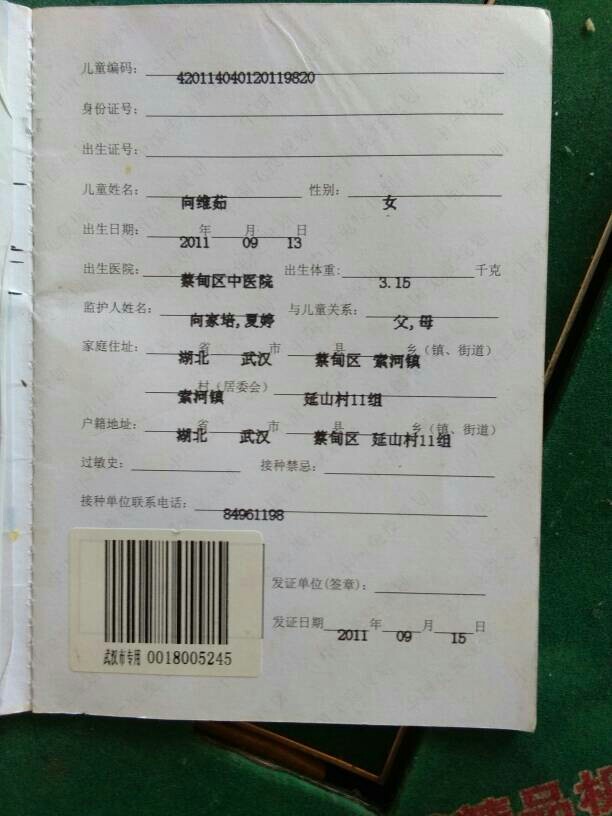 儿童编码： 420114040120119820
身份证号：
出生证号：
儿童姓名： 向维茹 性别： 女
出生日期： 2011 年 09 月 13 日
出生医院： 蔡甸区中医院 出生体重： 3.15 千克
监护人姓名： 向家培,夏婷 与儿童关系： 父,母
家庭住址： 湖北 省 武汉 市 蔡甸区 县 索河镇 乡（镇、街道）
索河镇 村（居委会） 延山村11组
户籍地址： 湖北 省 武汉 市 蔡甸区 县 延山村11组 乡（镇、街道）
过敏史： 接种禁忌：
接种单位联系电话： 84961198
发证单位(签章)：
发证日期 2011 年 09 月 15 日
武汉市专用 0018005245